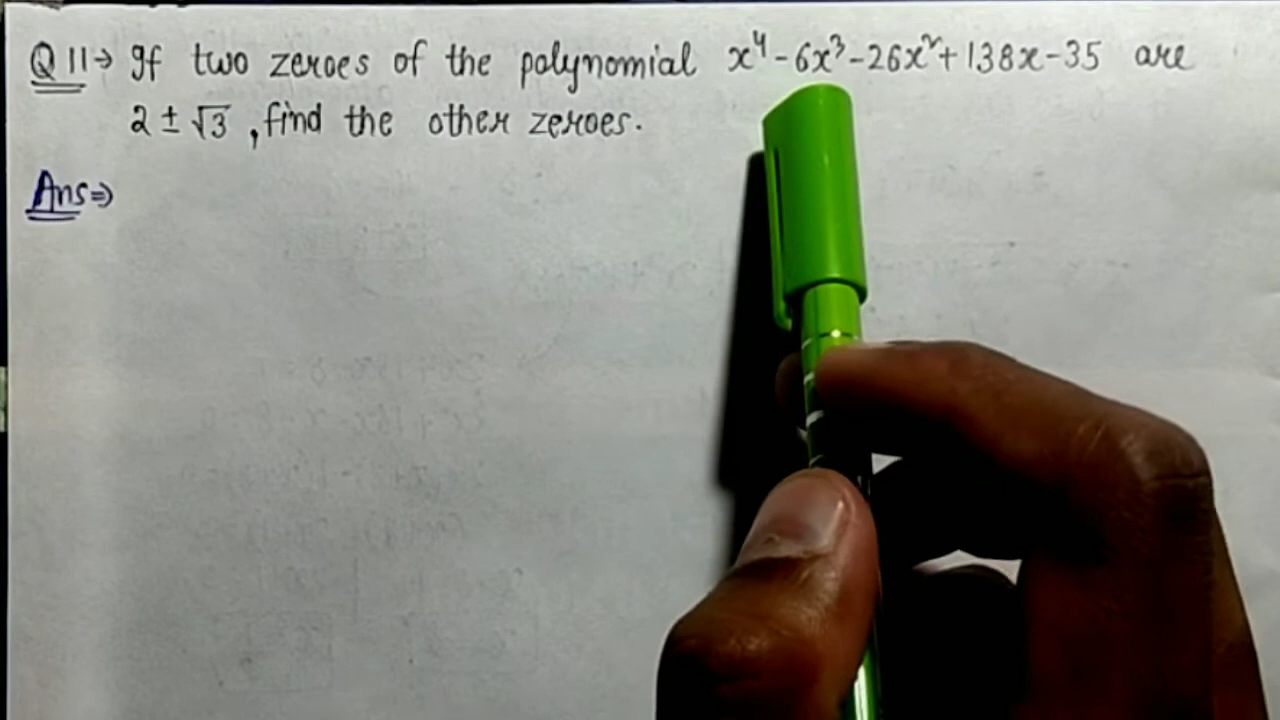 Q 11→ If two zeroes of the polynomial x⁴-6x³-26x²+138x-35 are
2 ± √3 , find the other zeroes.
Ans⇒